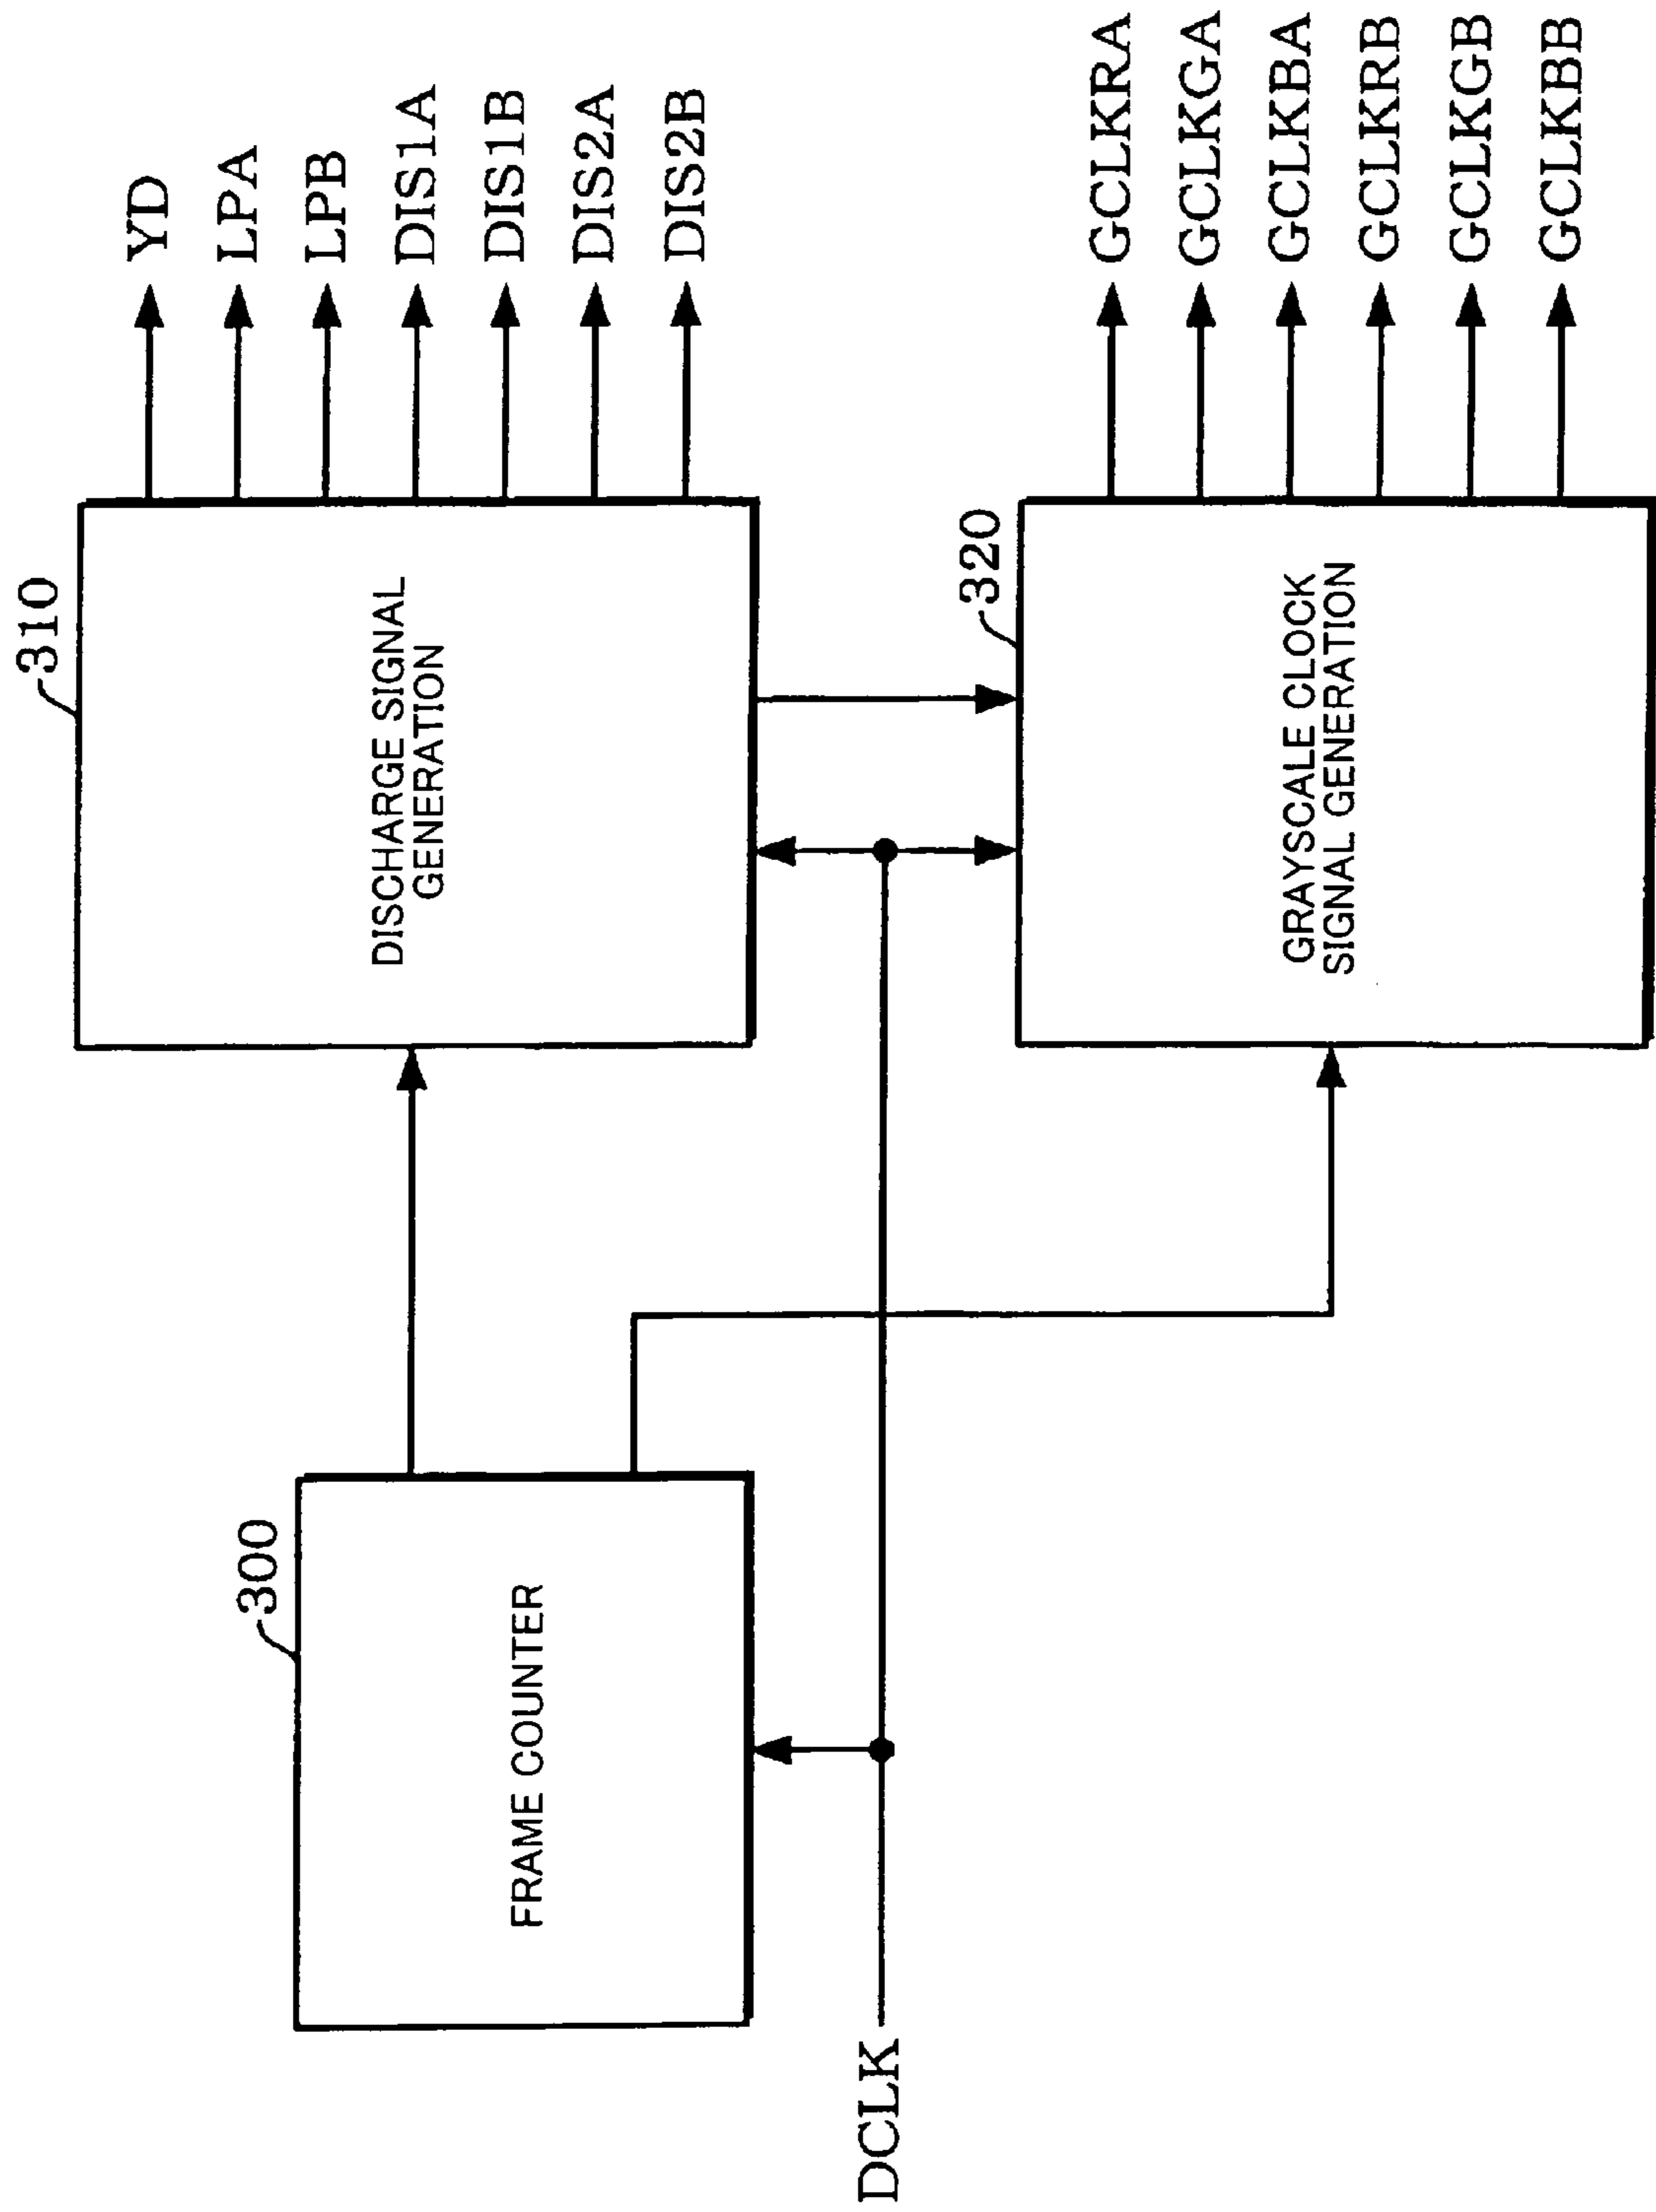 310
DISCHARGE SIGNAL
GENERATION
YD
LPA
LPB
DIS1A
DIS1B
DIS2A
DIS2B
300
FRAME COUNTER
320
GRAYSCALE CLOCK
SIGNAL GENERATION
GCLKRA
GCLKGA
GCLKBA
GCLKRB
GCLKGB
GCLKBB
DCLK